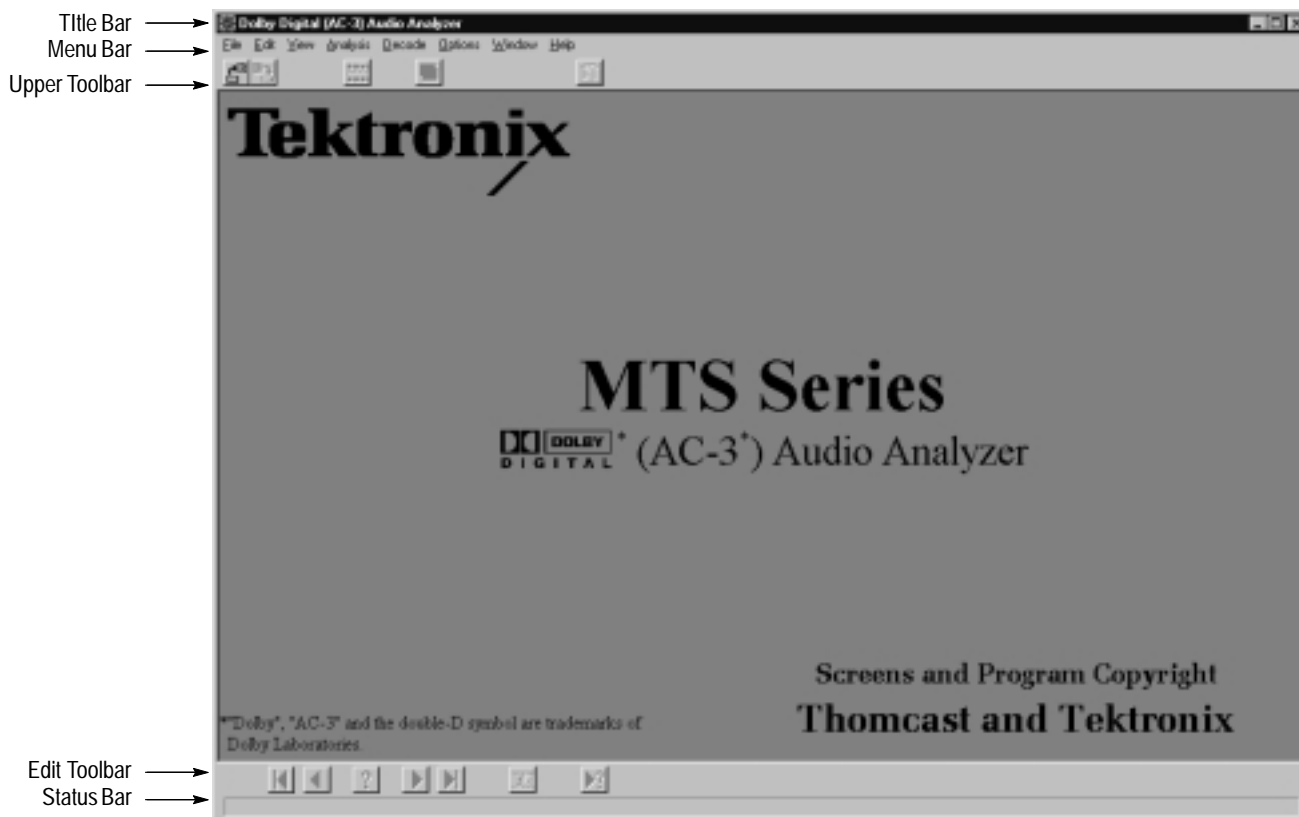 TItle Bar
Dolby Digital (AC-3) Audio Analyzer
Menu Bar
File Edit View Analysis Decode Options Window Help
Upper Toolbar
Tektronix
MTS Series
DOLBY* (AC-3*) Audio Analyzer
DIGITAL
Screens and Program Copyright
Thomcast and Tektronix
*"Dolby", "AC-3" and the double-D symbol are trademarks of
Dolby Laboratories.
Edit Toolbar
?
Status Bar